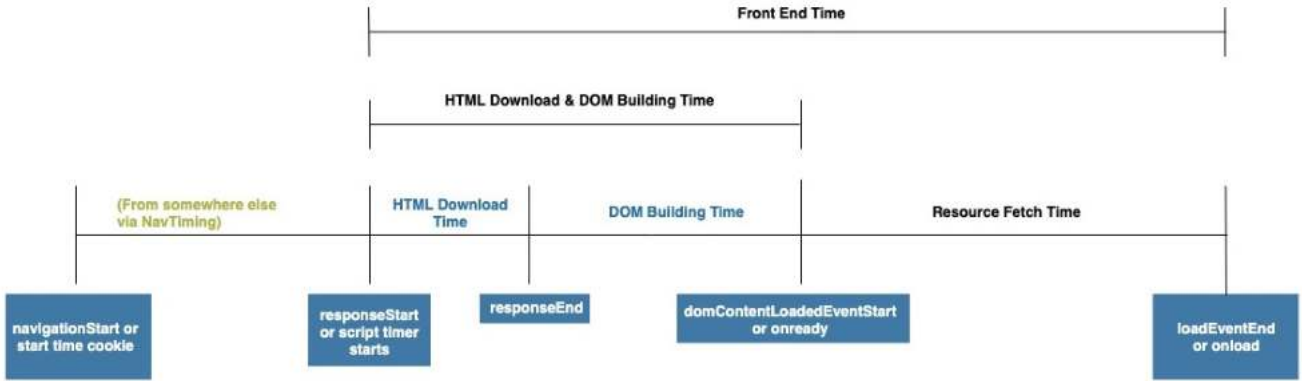 Front End Time
HTML Download & DOM Building Time
(From somewhere else
via NavTiming)
HTML Download
Time
DOM Building Time
Resource Fetch Time
navigationStart or
start time cookie
responseStart
or script timer
starts
responseEnd
domContentLoadedEventStart
or onready
loadEventEnd
or onload